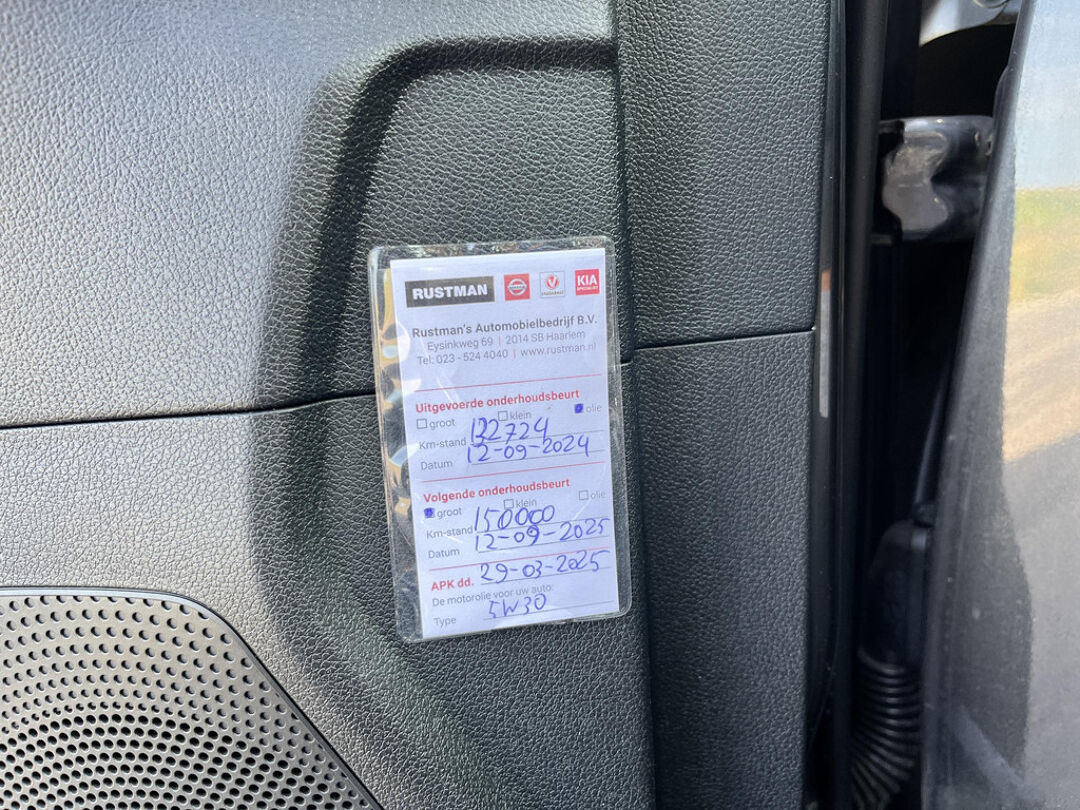 RUSTMAN
KIA
SPECIALIST
Rustman's Automobielbedrijf B.V.
Eysinkweg 69 | 2014 SB Haarlem
Tel: 023 - 524 4040 | www.rustman.nl
Uitgevoerde onderhoudsbeurt
groot klein olie
Km-stand 132724
Datum 12-09-2024
Volgende onderhoudsbeurt
groot klein olie
Km-stand 150000
Datum 12-09-2025
APK dd. 29-03-2025
De motorolie voor uw auto:
Type 5W30